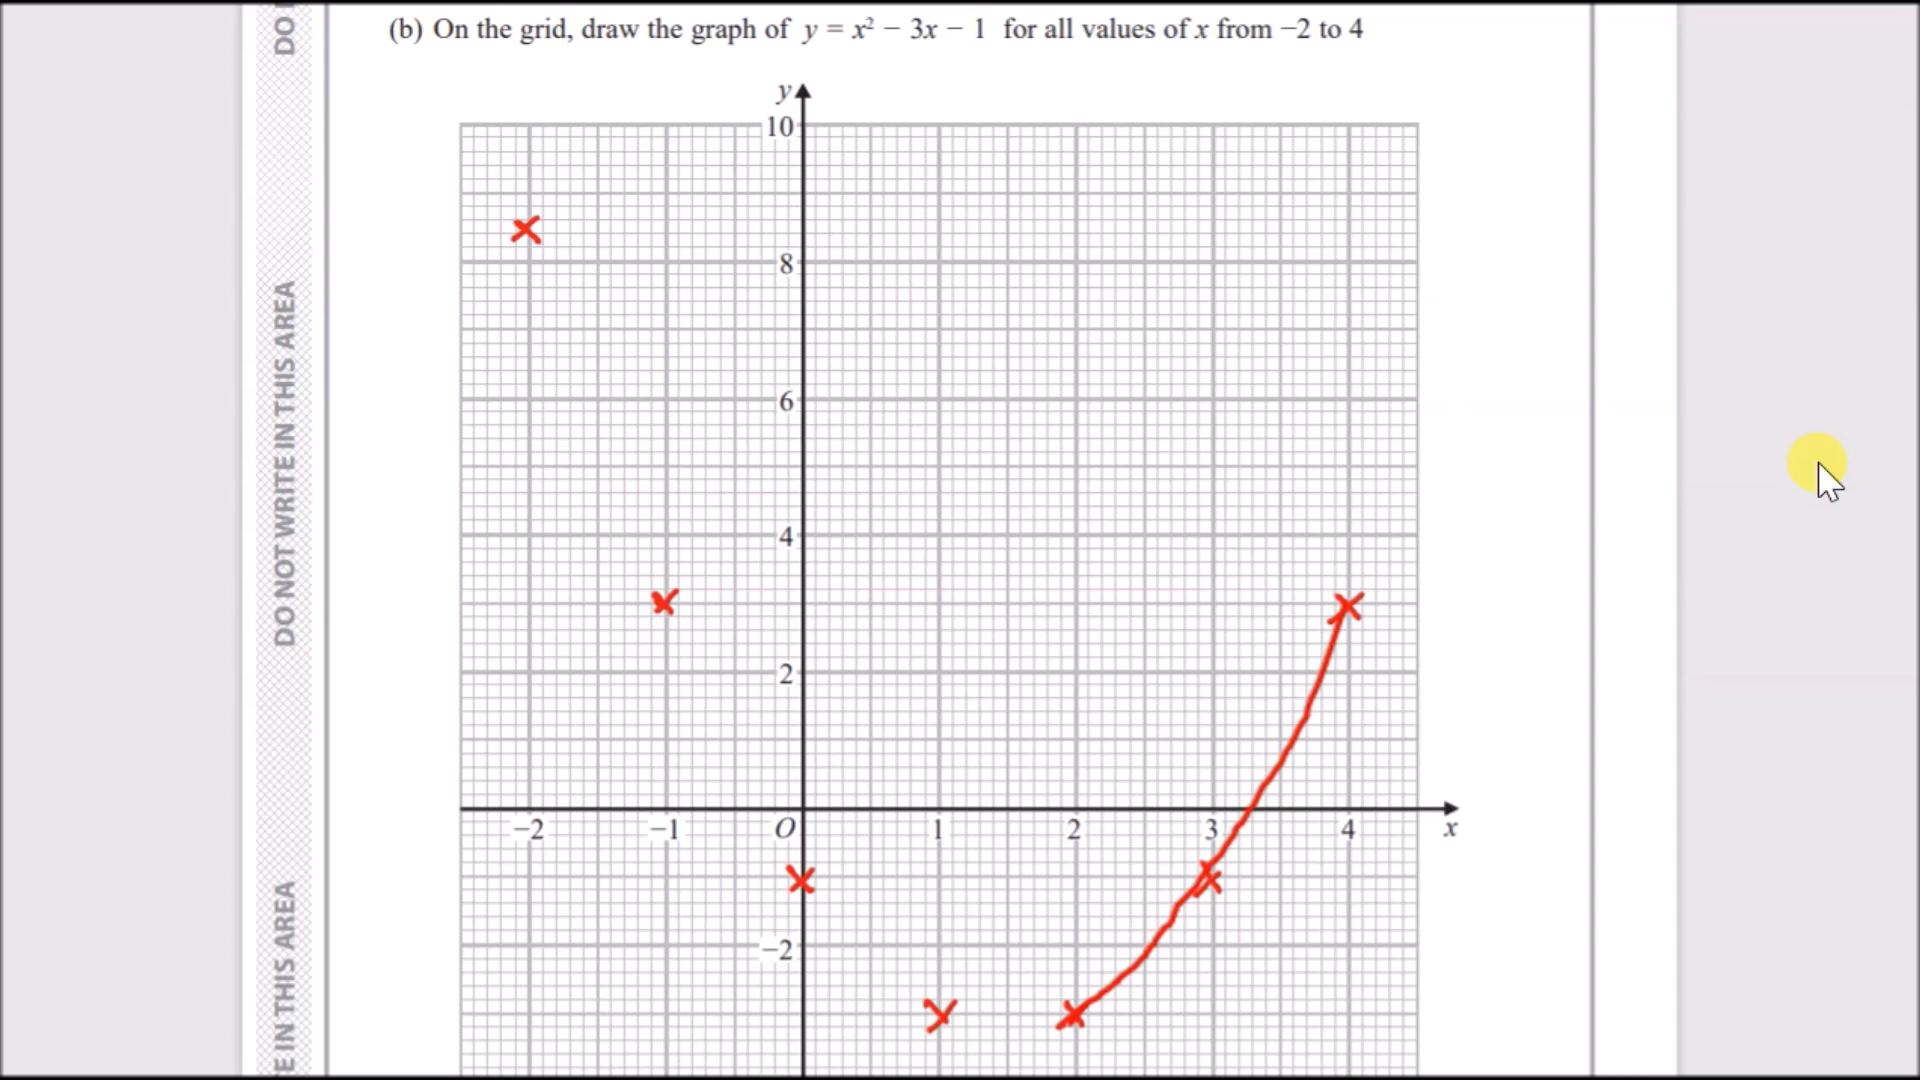 DO
(b) On the grid, draw the graph of y = x² − 3x − 1 for all values of x from −2 to 4
y
10
8
6
4
2
−2 −1 O 1 2 3 4 x
−2
DO NOT WRITE IN THIS AREA
E IN THIS AREA